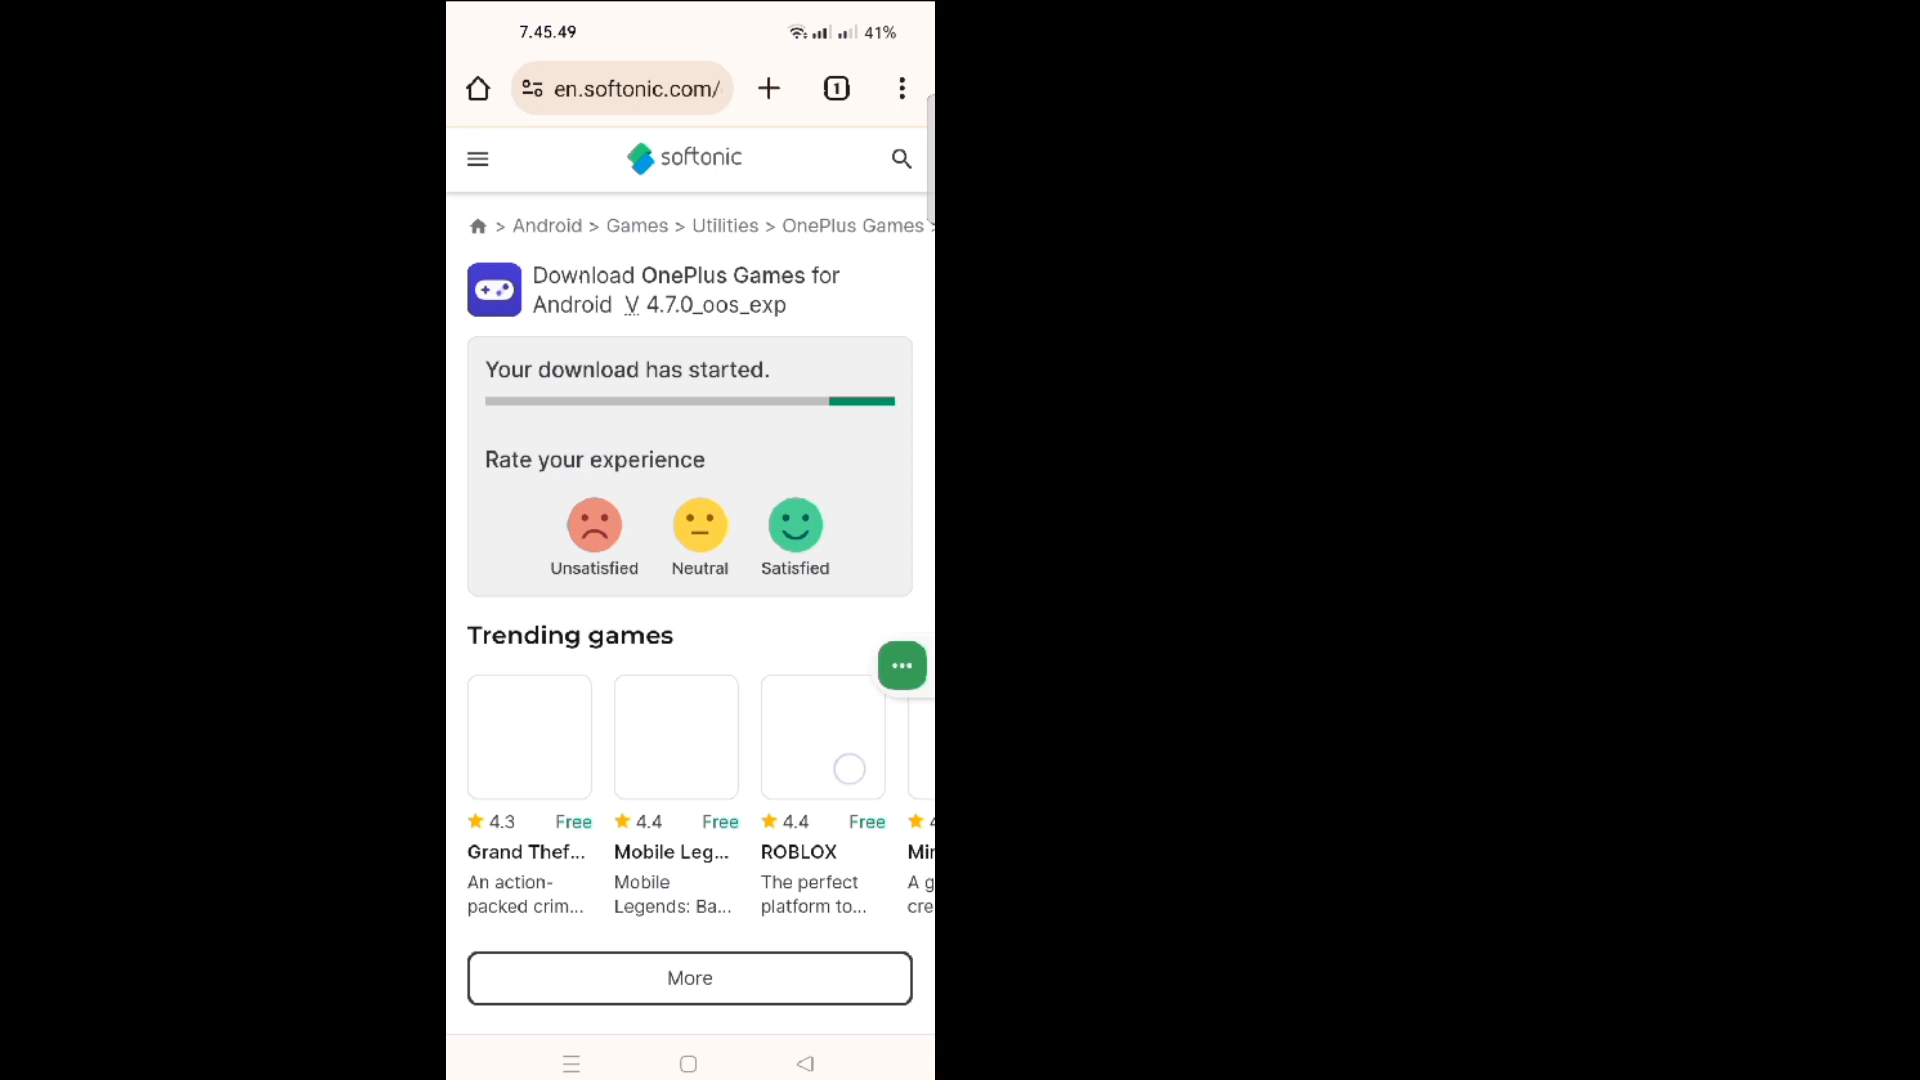 7.45.49 41%
en.softonic.com/ 1
softonic
> Android > Games > Utilities > OnePlus Games >
Download OnePlus Games for
Android V 4.7.0_oos_exp
Your download has started.
Rate your experience
Unsatisfied Neutral Satisfied
Trending games
4.3 Free 4.4 Free 4.4 Free
Grand Thef... Mobile Leg... ROBLOX
An action- Mobile The perfect A g
packed crim... Legends: Ba... platform to... cre
More